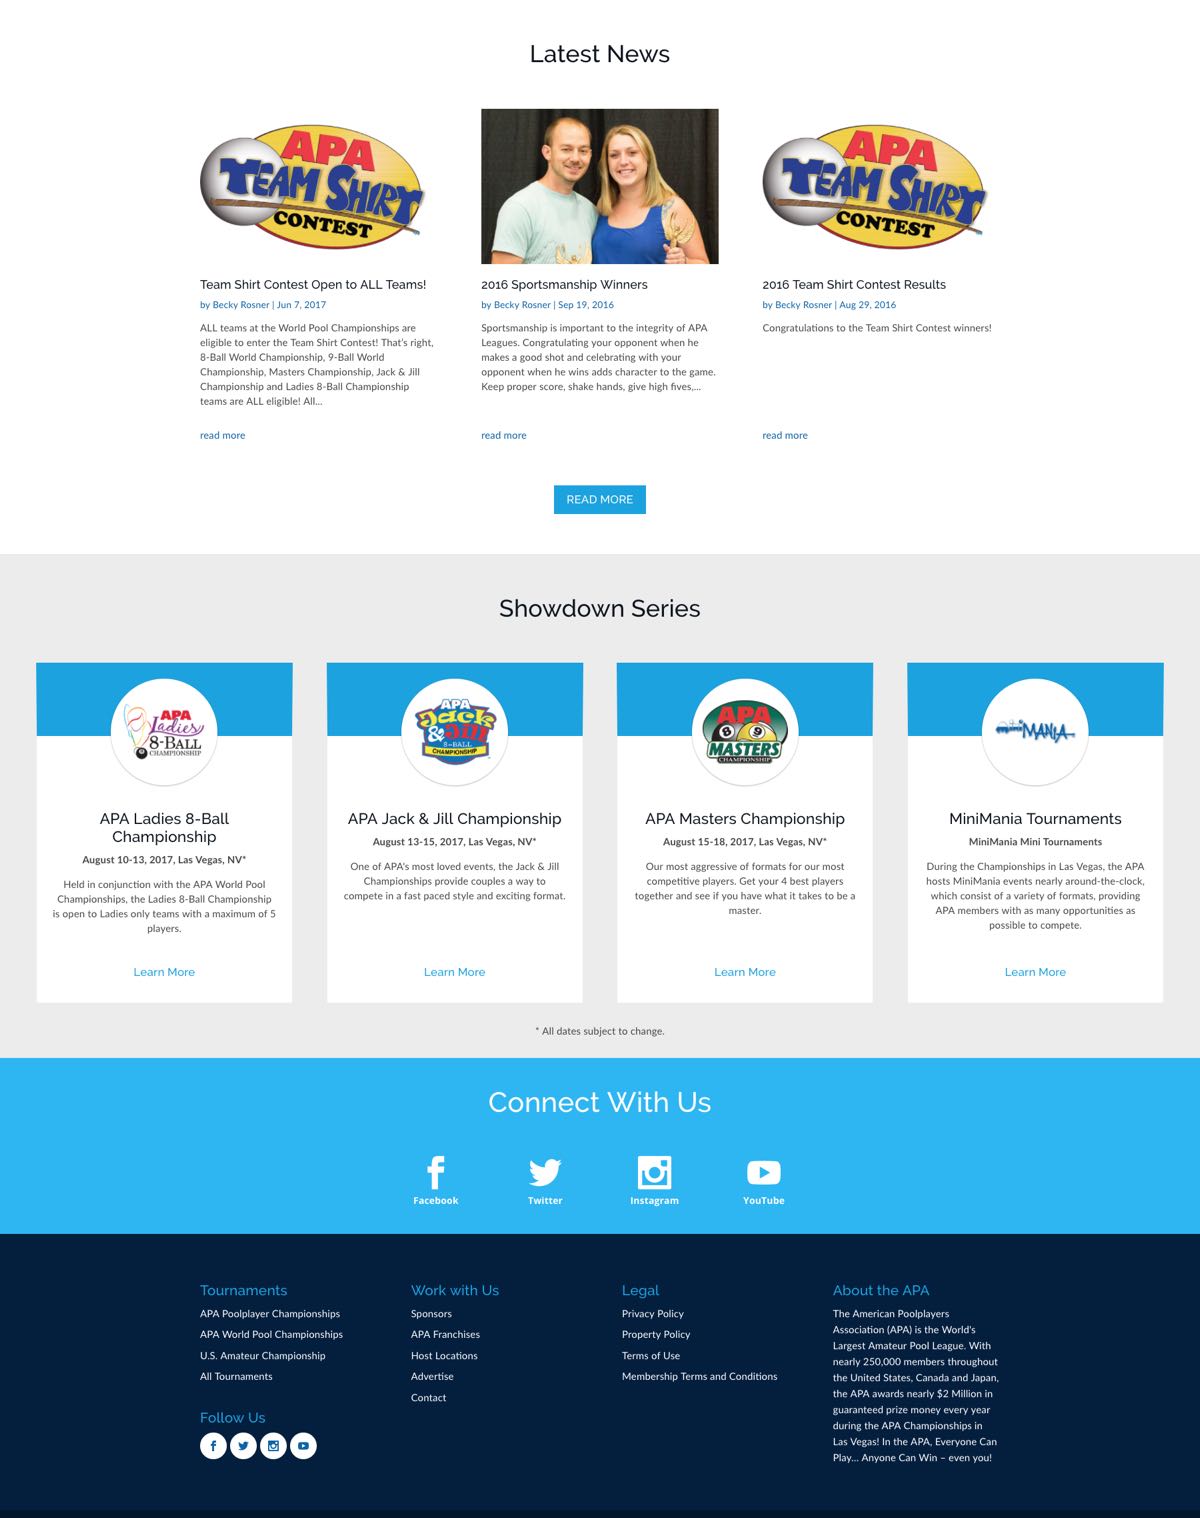 Latest News
APA
TEAM SHIRT
CONTEST
APA
TEAM SHIRT
CONTEST
Team Shirt Contest Open to ALL Teams!
by Becky Rosner | Jun 7, 2017
ALL teams at the World Pool Championships are
eligible to enter the Team Shirt Contest! That’s right,
8-Ball World Championship, 9-Ball World
Championship, Masters Championship, Jack & Jill
Championship and Ladies 8-Ball Championship
teams are ALL eligible! All...
read more
2016 Sportsmanship Winners
by Becky Rosner | Sep 19, 2016
Sportsmanship is important to the integrity of APA
Leagues. Congratulating your opponent when he
makes a good shot and celebrating with your
opponent when he wins adds character to the game.
Keep proper score, shake hands, give high fives,...
read more
2016 Team Shirt Contest Results
by Becky Rosner | Aug 29, 2016
Congratulations to the Team Shirt Contest winners!
read more
READ MORE
Showdown Series
APA
Ladies
8-BALL
CHAMPIONSHIP
APA Ladies 8-Ball
Championship
August 10-13, 2017, Las Vegas, NV*
Held in conjunction with the APA World Pool
Championships, the Ladies 8-Ball Championship
is open to Ladies only teams with a maximum of 5
players.
Learn More
APA
Jack
& Jill
8-BALL
CHAMPIONSHIP
APA Jack & Jill Championship
August 13-15, 2017, Las Vegas, NV*
One of APA's most loved events, the Jack & Jill
Championships provide couples a way to
compete in a fast paced style and exciting format.
Learn More
APA
8 9
MASTERS
CHAMPIONSHIP
APA Masters Championship
August 15-18, 2017, Las Vegas, NV*
Our most aggressive of formats for our most
competitive players. Get your 4 best players
together and see if you have what it takes to be a
master.
Learn More
miniMANIA
MiniMania Tournaments
MiniMania Mini Tournaments
During the Championships in Las Vegas, the APA
hosts MiniMania events nearly around-the-clock,
which consist of a variety of formats, providing
APA members with as many opportunities as
possible to compete.
Learn More
* All dates subject to change.
Connect With Us
Facebook
Twitter
Instagram
YouTube
Tournaments
APA Poolplayer Championships
APA World Pool Championships
U.S. Amateur Championship
All Tournaments
Follow Us
Work with Us
Sponsors
APA Franchises
Host Locations
Advertise
Contact
Legal
Privacy Policy
Property Policy
Terms of Use
Membership Terms and Conditions
About the APA
The American Poolplayers
Association (APA) is the World's
Largest Amateur Pool League. With
nearly 250,000 members throughout
the United States, Canada and Japan,
the APA awards nearly $2 Million in
guaranteed prize money every year
during the APA Championships in
Las Vegas! In the APA, Everyone Can
Play... Anyone Can Win – even you!